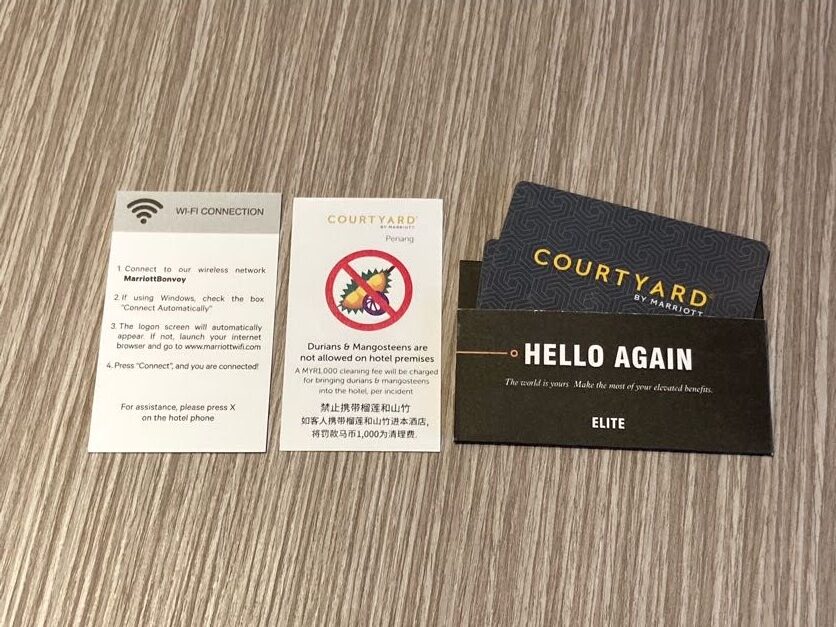 WI-FI CONNECTION
1. Connect to our wireless network
MarriottBonvoy
2. If using Windows, check the box
"Connect Automatically"
3. The logon screen will automatically
appear. If not, launch your internet
browser and go to www.marriottwifi.com
4. Press "Connect", and you are connected!
For assistance, please press X
on the hotel phone
COURTYARD
BY MARRIOTT
Penang
Durians & Mangosteens are
not allowed on hotel premises
A MYR1,000 cleaning fee will be charged
for bringing durians & mangosteens
into the hotel, per incident
禁止携带榴莲和山竹
如客人携带榴莲和山竹进本酒店,
将罚款马币1,000为清理费.
COURTYARD
BY MARRIOTT
HELLO AGAIN
The world is yours Make the most of your elevated benefits.
ELITE